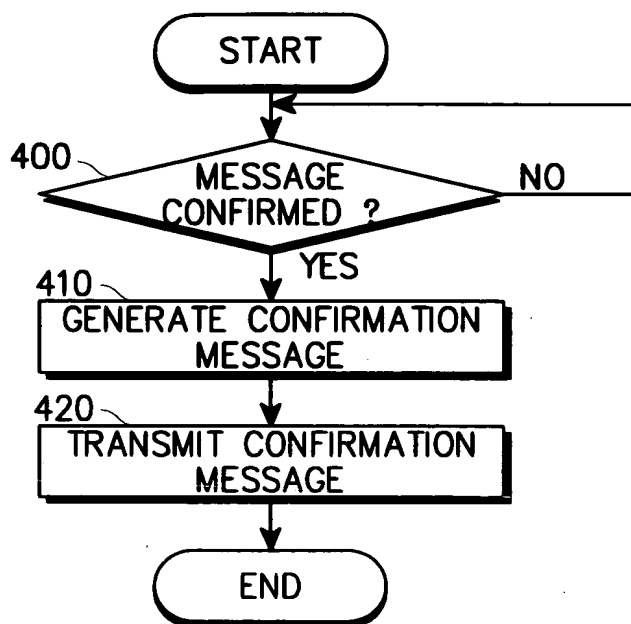 START
400
MESSAGE
CONFIRMED ?
NO
YES
410
GENERATE CONFIRMATION
MESSAGE
420
TRANSMIT CONFIRMATION
MESSAGE
END